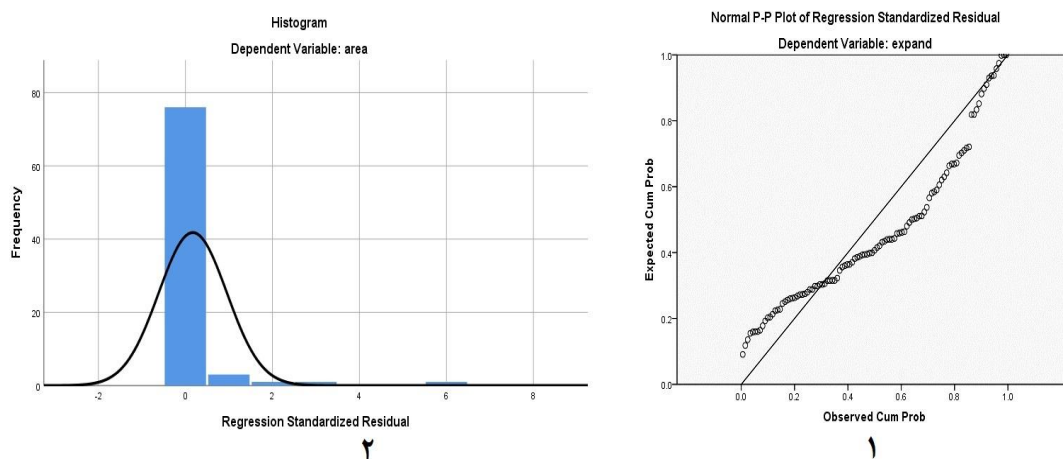 Histogram
Dependent Variable: area
80
60
40
20
0
Frequency
-2 0 2 4 6 8
Regression Standardized Residual
٢
Normal P-P Plot of Regression Standardized Residual
Dependent Variable: expand
1.0
0.8
0.6
0.4
0.2
0.0
Expected Cum Prob
0.0 0.2 0.4 0.6 0.8 1.0
Observed Cum Prob
١